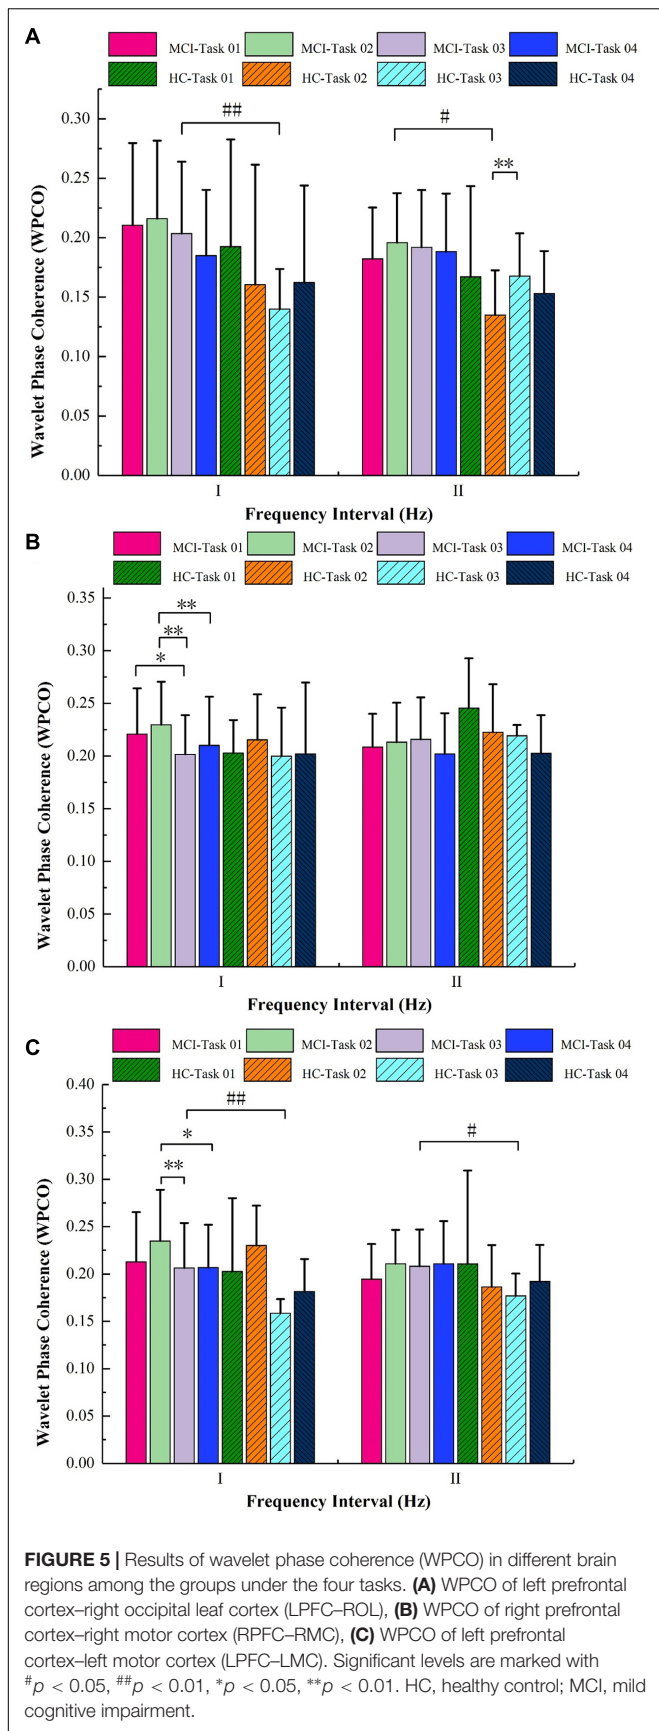 A
MCI-Task 01 MCI-Task 02 MCI-Task 03 MCI-Task 04
HC-Task 01 HC-Task 02 HC-Task 03 HC-Task 04
Wavelet Phase Coherence (WPCO)
0.30
0.25
0.20
0.15
0.10
0.05
0.00
##
#
**
I II
Frequency Interval (Hz)
B
MCI-Task 01 MCI-Task 02 MCI-Task 03 MCI-Task 04
HC-Task 01 HC-Task 02 HC-Task 03 HC-Task 04
Wavelet Phase Coherence (WPCO)
0.35
0.30
0.25
0.20
0.15
0.10
0.05
0.00
**
**
*
I II
Frequency Interval (Hz)
C
MCI-Task 01 MCI-Task 02 MCI-Task 03 MCI-Task 04
HC-Task 01 HC-Task 02 HC-Task 03 HC-Task 04
Wavelet Phase Coherence (WPCO)
0.40
0.35
0.30
0.25
0.20
0.15
0.10
0.05
0.00
##
*
**
#
I II
Frequency Interval (Hz)
FIGURE 5 | Results of wavelet phase coherence (WPCO) in different brain
regions among the groups under the four tasks. (A) WPCO of left prefrontal
cortex–right occipital leaf cortex (LPFC–ROL), (B) WPCO of right prefrontal
cortex–right motor cortex (RPFC–RMC), (C) WPCO of left prefrontal
cortex–left motor cortex (LPFC–LMC). Significant levels are marked with
#p < 0.05, ##p < 0.01, *p < 0.05, **p < 0.01. HC, healthy control; MCI, mild
cognitive impairment.